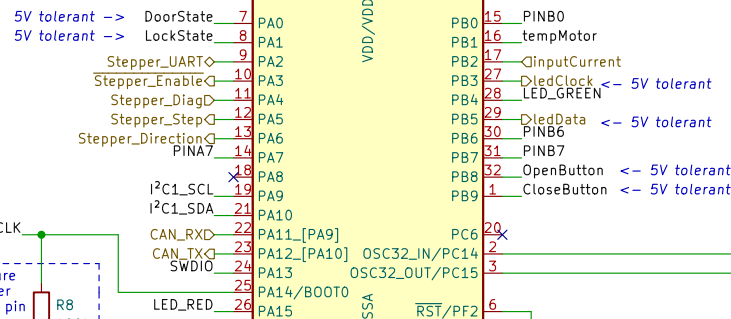 5V tolerant -> DoorState 7 PA0
5V tolerant -> LockState 8 PA1
Stepper_UART 9 PA2
Stepper_Enable 10 PA3
Stepper_Diag 11 PA4
Stepper_Step 12 PA5
Stepper_Direction 13 PA6
PINA7 14 PA7
18 PA8
I²C1_SCL 19 PA9
I²C1_SDA 21 PA10
CAN_RX 22 PA11_[PA9]
CAN_TX 23 PA12_[PA10]
SWDIO 24 PA13
25 PA14/BOOT0
LED_RED 26 PA15
VDD/VDD
SSA
PB0 15 PINB0
PB1 16 tempMotor
PB2 17 inputCurrent
PB3 27 ledClock <- 5V tolerant
PB4 28 LED_GREEN
PB5 29 ledData <- 5V tolerant
PB6 30 PINB6
PB7 31 PINB7
PB8 32 OpenButton <- 5V tolerant
PB9 1 CloseButton <- 5V tolerant
PC6 20
OSC32_IN/PC14 2
OSC32_OUT/PC15 3
RST/PF2 6
CLK
ure
er
pin
R8